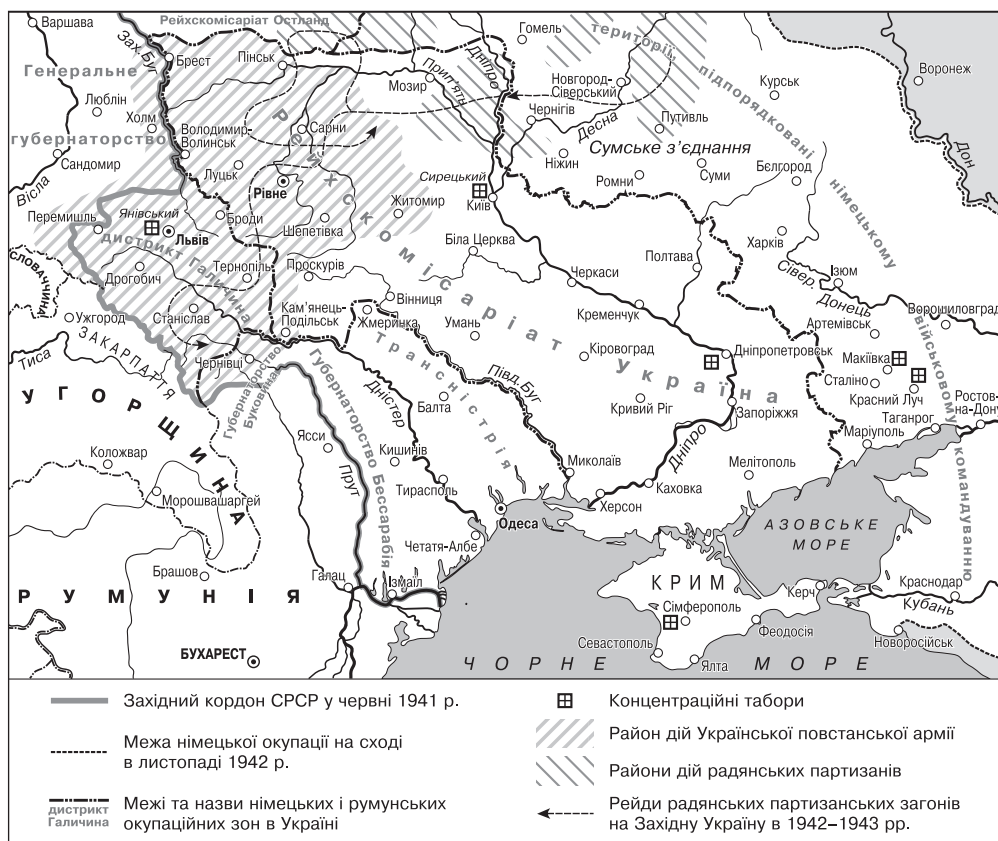 Варшава
Рейхскомісаріат Остланд
Гомель
території,
Зах. Буг
Брест
Пінськ
Дніпро
Прип'ять
Мозир
Новгород-
Сіверський
підпорядковані
Курськ
Воронеж
Генеральне
губернаторство
Люблін
Холм
Володимир-
Волинськ
Сарни
Чернігів
Десна
Путивль
Дон
Сандомир
Вісла
Луцьк
Рівне
Рейхскомісаріат Україна
Ніжин
Сумське з’єднання
Ромни
Суми
Бєлгород
німецькому
Сирецький
Київ
Житомир
Перемишль
Янівський
Львів
Броди
Шепетівка
дистрикт Галичина
Біла Церква
Полтава
Харків
Словаччина
Дрогобич
Тернопіль
Проскурів
Черкаси
Ізюм
Сівер. Донець
Ворошиловград
Ужгород
Станіслав
Кам’янець-
Подільськ
Вінниця
Жмеринка
Умань
Кременчук
Артемівськ
військовому
ЗАКАРПАТТЯ
Тиса
Чернівці
Губернаторство
Буковина
Трансністрія
Кіровоград
Дніпропетровськ
Макіївка
Сталіно
Красний Луч
УГОРЩИНА
Губернаторство Бессарабія
Дністер
Півд. Буг
Балта
Кривий Ріг
Запоріжжя
Таганрог
Ростов-
на-Дону
Маріуполь
Коложвар
Ясси
Кишинів
Прут
Миколаїв
Дніпро
Мелітополь
командуванню
Морошвашаргей
Тирасполь
Херсон
Каховка
Одеса
АЗОВСЬКЕ
МОРЕ
Четатя-Албе
Брашов
Галац
Ізмаїл
КРИМ
Керч
Краснодар
Кубань
РУМУНІЯ
Сімферополь
Феодосія
Новоросійськ
Севастополь
Ялта
БУХАРЕСТ
ЧОРНЕ МОРЕ
Західний кордон СРСР у червні 1941 р.
Межа німецької окупації на сході
в листопаді 1942 р.
дистрикт
Галичина
Межі та назви німецьких і румунських
окупаційних зон в Україні
Концентраційні табори
Район дій Української повстанської армії
Райони дій радянських партизанів
Рейди радянських партизанських загонів
на Західну Україну в 1942–1943 рр.